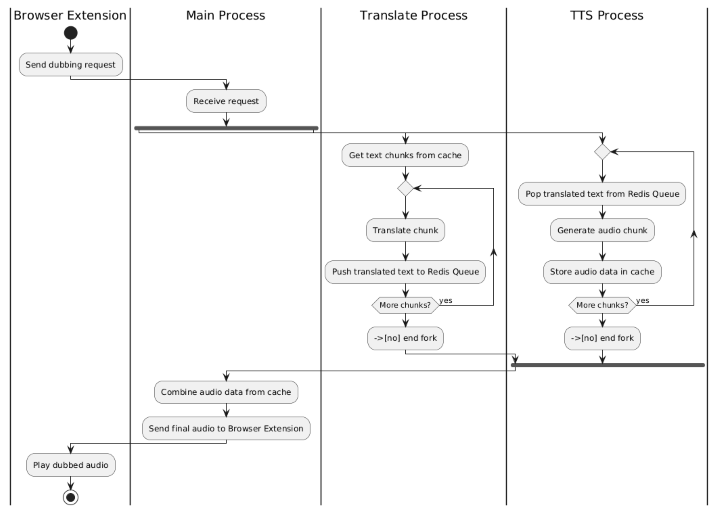 Browser Extension
Main Process
Translate Process
TTS Process
Send dubbing request
Receive request
Get text chunks from cache
Translate chunk
Push translated text to Redis Queue
More chunks?
yes
->[no] end fork
Pop translated text from Redis Queue
Generate audio chunk
Store audio data in cache
More chunks?
yes
->[no] end fork
Combine audio data from cache
Send final audio to Browser Extension
Play dubbed audio